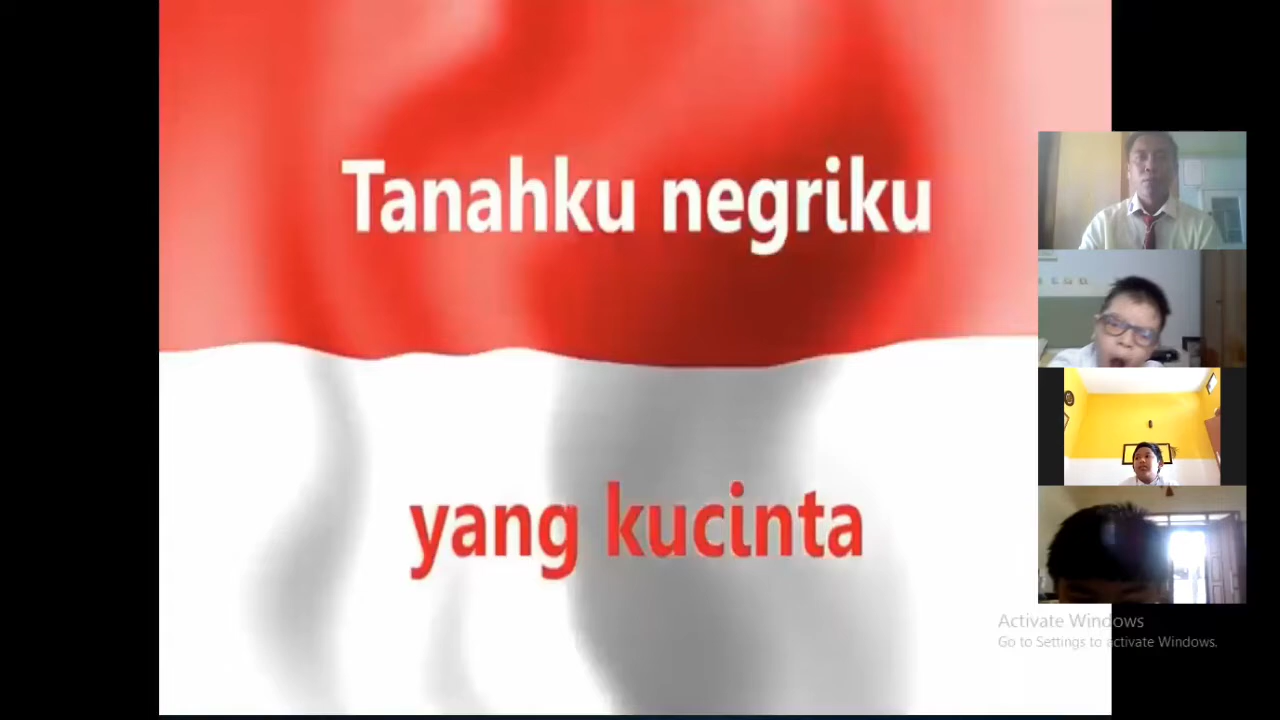 Tanahku negriku
yang kucinta
Activate Windows
Go to Settings to activate Windows.